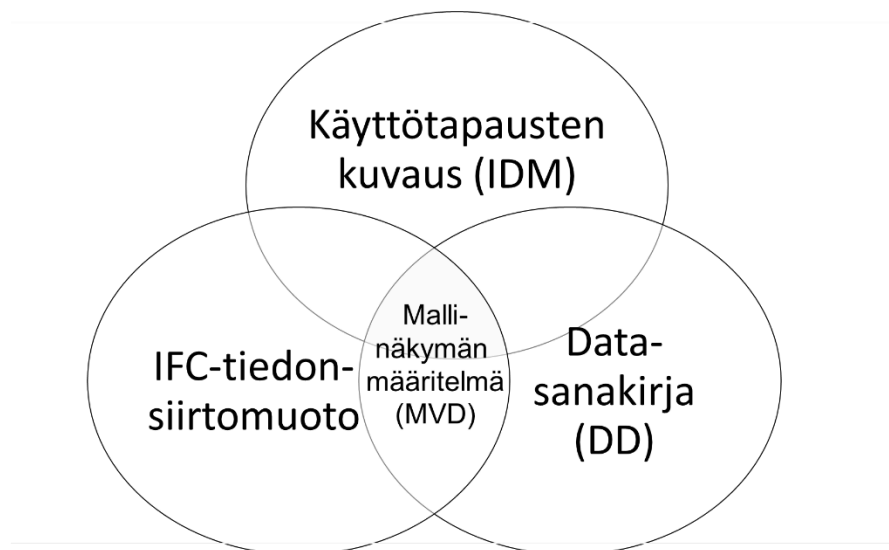 Käyttötapausten
kuvaus (IDM)
Malli-
näkymän
määritelmä
(MVD)
IFC-tiedon-
siirtomuoto
Data-
sanakirja
(DD)